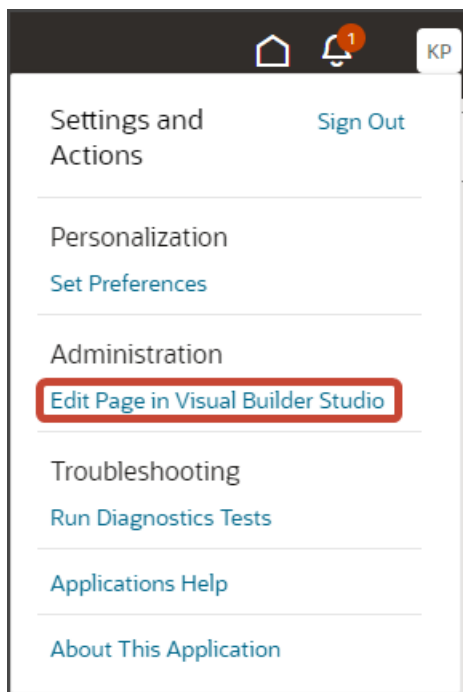 1
KP
Settings and
Actions
Sign Out
Personalization
Set Preferences
Administration
Edit Page in Visual Builder Studio
Troubleshooting
Run Diagnostics Tests
Applications Help
About This Application